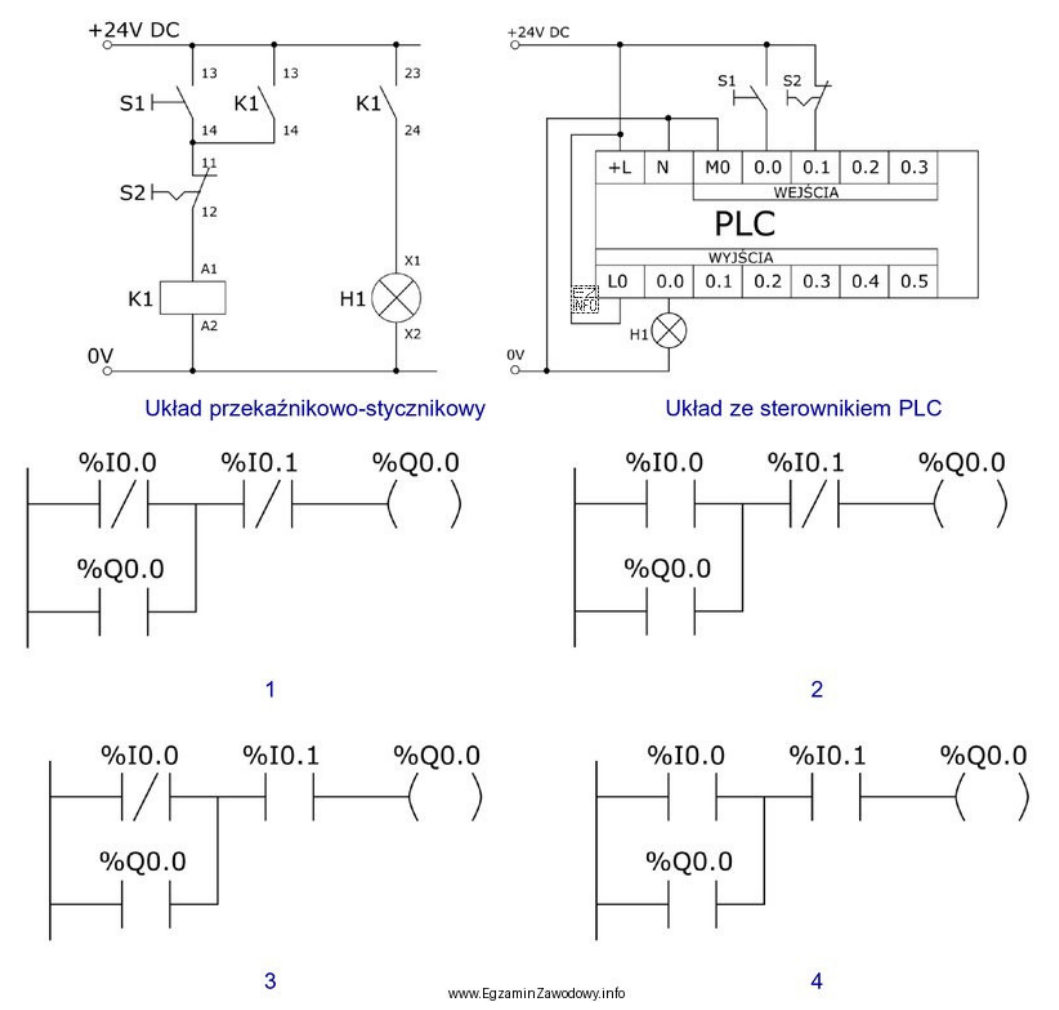 +24V DC
13 13 23
S1 K1 K1
14 14 24
11
S2
12
A1 X1
K1 H1
A2 X2
0V
Układ przekaźnikowo-stycznikowy
+24V DC
S1 S2
+L N M0 0.0 0.1 0.2 0.3
WEJŚCIA
PLC
WYJŚCIA
L0 0.0 0.1 0.2 0.3 0.4 0.5
EZ
INFO
H1
0V
Układ ze sterownikiem PLC
%I0.0 %I0.1 %Q0.0
%Q0.0
1
%I0.0 %I0.1 %Q0.0
%Q0.0
2
%I0.0 %I0.1 %Q0.0
%Q0.0
3
%I0.0 %I0.1 %Q0.0
%Q0.0
4
www.EgzaminZawodowy.info